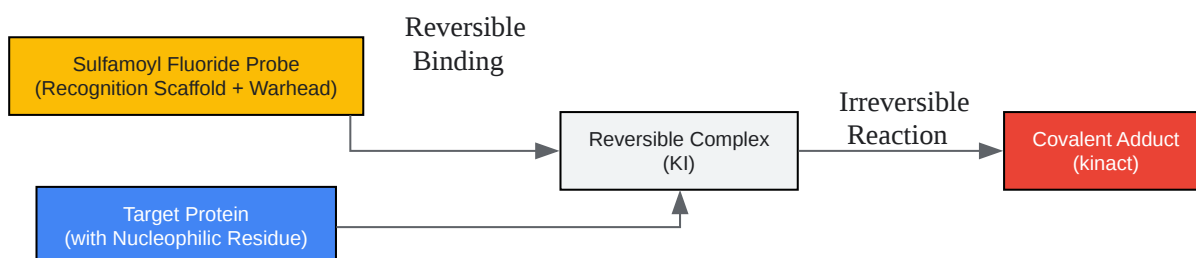 Reversible
Binding
Sulfamoyl Fluoride Probe
(Recognition Scaffold + Warhead)
Irreversible
Reaction
Reversible Complex
(KI)
Covalent Adduct
(kinact)
Target Protein
(with Nucleophilic Residue)